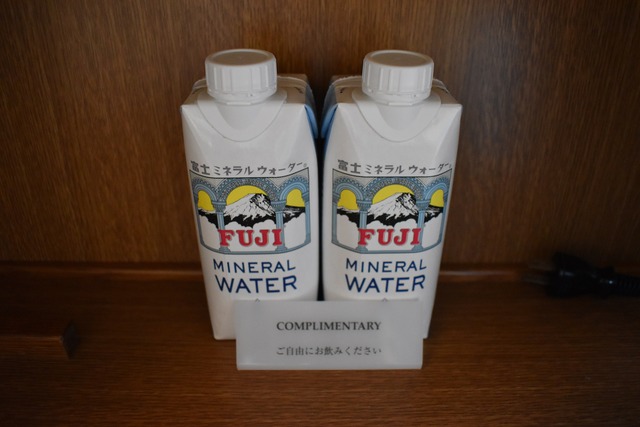 富士ミネラルウォーター
FUJI
MINERAL
WATER
富士ミネラルウォーター
FUJI
MINERAL
WATER
COMPLIMENTARY
ご自由にお飲みください